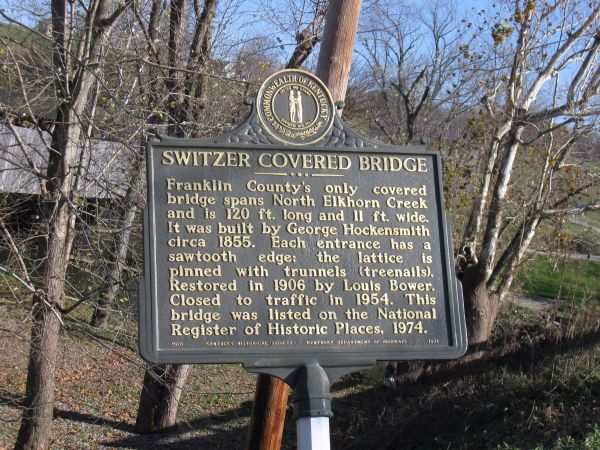 COMMONWEALTH OF KENTUCKY
SWITZER COVERED BRIDGE
Franklin County's only covered
bridge spans North Elkhorn Creek
and is 120 ft. long and 11 ft. wide.
It was built by George Hockensmith
circa 1855. Each entrance has a
sawtooth edge; the lattice is
pinned with trunnels (treenails).
Restored in 1906 by Louis Bower.
Closed to traffic in 1954. This
bridge was listed on the National
Register of Historic Places, 1974.
KENTUCKY HISTORICAL SOCIETY KENTUCKY DEPARTMENT OF HIGHWAYS